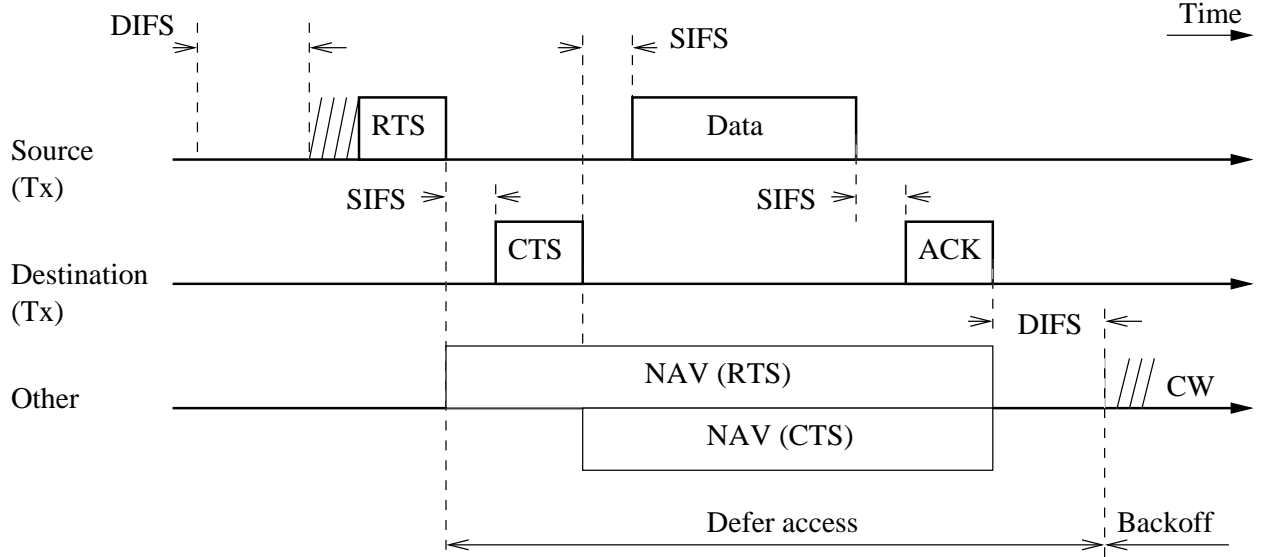 Time
DIFS
SIFS
RTS
Data
Source
(Tx)
SIFS
SIFS
CTS
ACK
Destination
(Tx)
DIFS
NAV (RTS)
Other
CW
NAV (CTS)
Defer access
Backoff